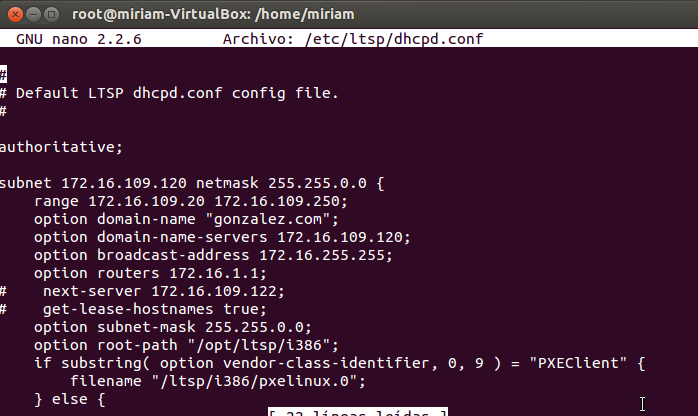 root@miriam-VirtualBox: /home/miriam
GNU nano 2.2.6 Archivo: /etc/ltsp/dhcpd.conf
#
# Default LTSP dhcpd.conf config file.
#
authoritative;
subnet 172.16.109.120 netmask 255.255.0.0 {
    range 172.16.109.20 172.16.109.250;
    option domain-name "gonzalez.com";
    option domain-name-servers 172.16.109.120;
    option broadcast-address 172.16.255.255;
    option routers 172.16.1.1;
#    next-server 172.16.109.122;
#    get-lease-hostnames true;
    option subnet-mask 255.255.0.0;
    option root-path "/opt/ltsp/i386";
    if substring( option vendor-class-identifier, 0, 9 ) = "PXEClient" {
        filename "/ltsp/i386/pxelinux.0";
    } else {
[ 22 líneas leídas ]